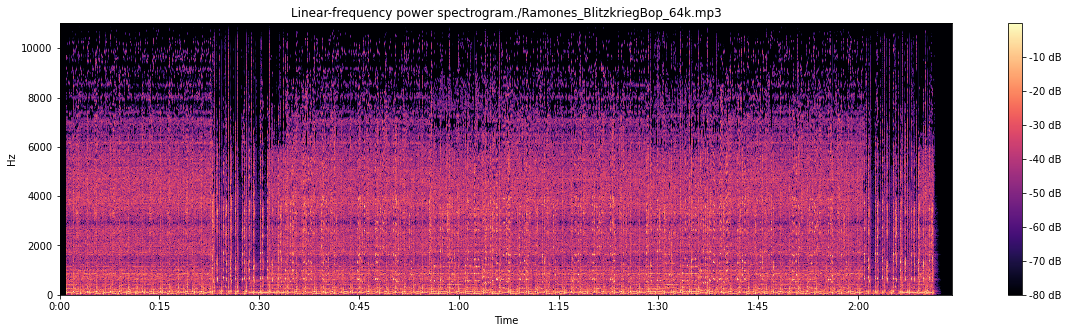 Linear-frequency power spectrogram./Ramones_BlitzkriegBop_64k.mp3
10000
8000
6000
4000
2000
0
Hz
0:00 0:15 0:30 0:45 1:00 1:15 1:30 1:45 2:00
Time
-10 dB
-20 dB
-30 dB
-40 dB
-50 dB
-60 dB
-70 dB
-80 dB